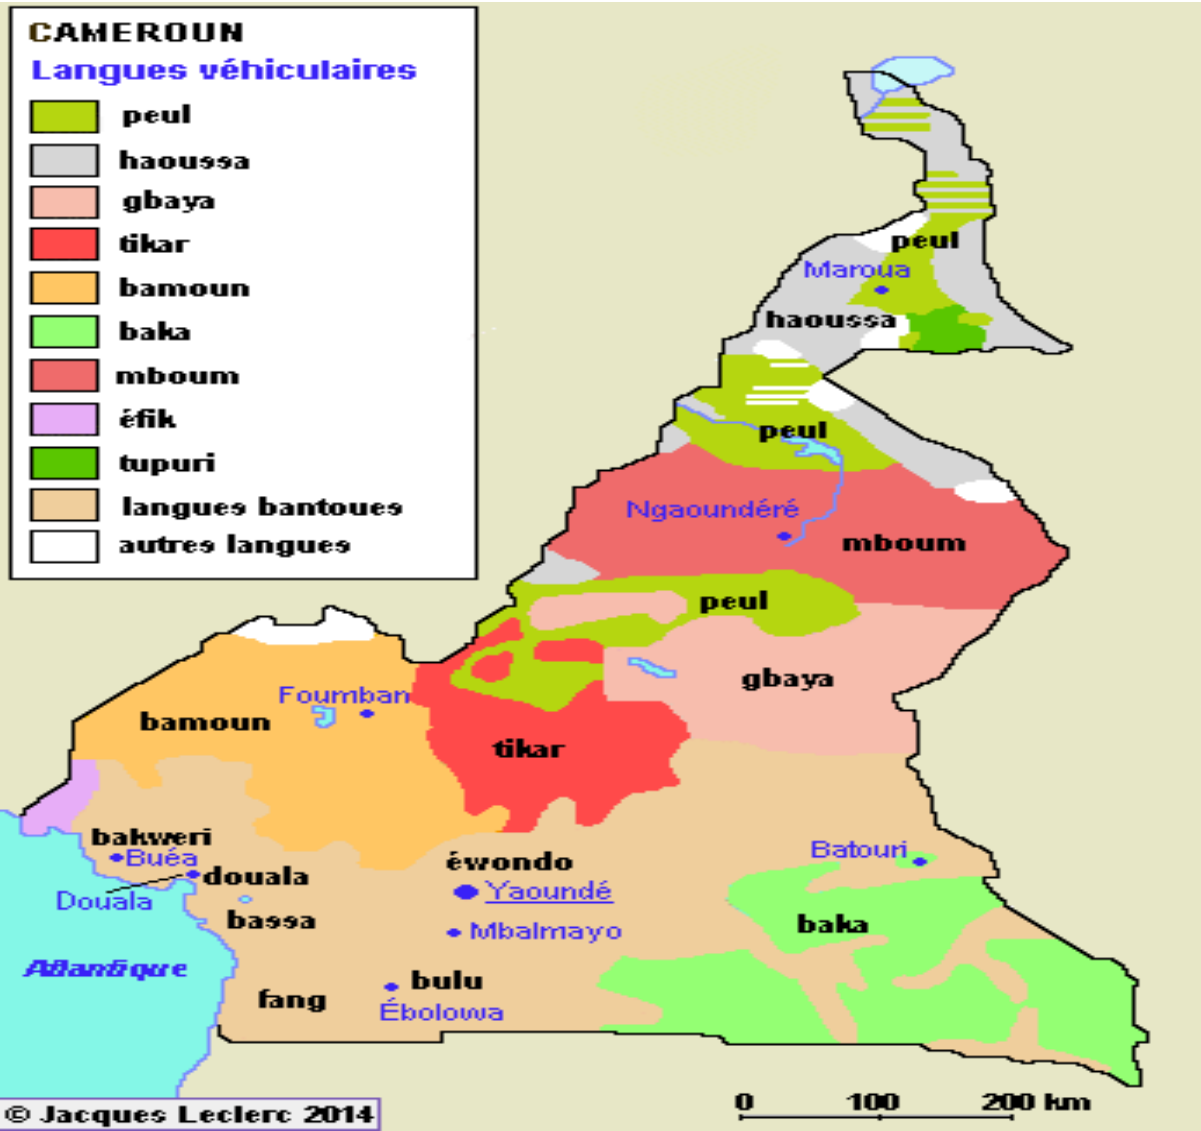 CAMEROUN
Langues véhiculaires
peul
haoussa
gbaya
tikar
bamoun
baka
mboum
éfik
tupuri
langues bantoues
autres langues
peul
Maroua
haoussa
peul
Ngaoundéré
mboum
peul
gbaya
Foumban
bamoun
tikar
bakweri
Buéa
douala
Douala
bassa
éwondo
Yaoundé
Mbalmayo
Batouri
baka
Atlantique
bulu
fang
Ébolowa
© Jacques Leclerc 2014
0 100 200 km